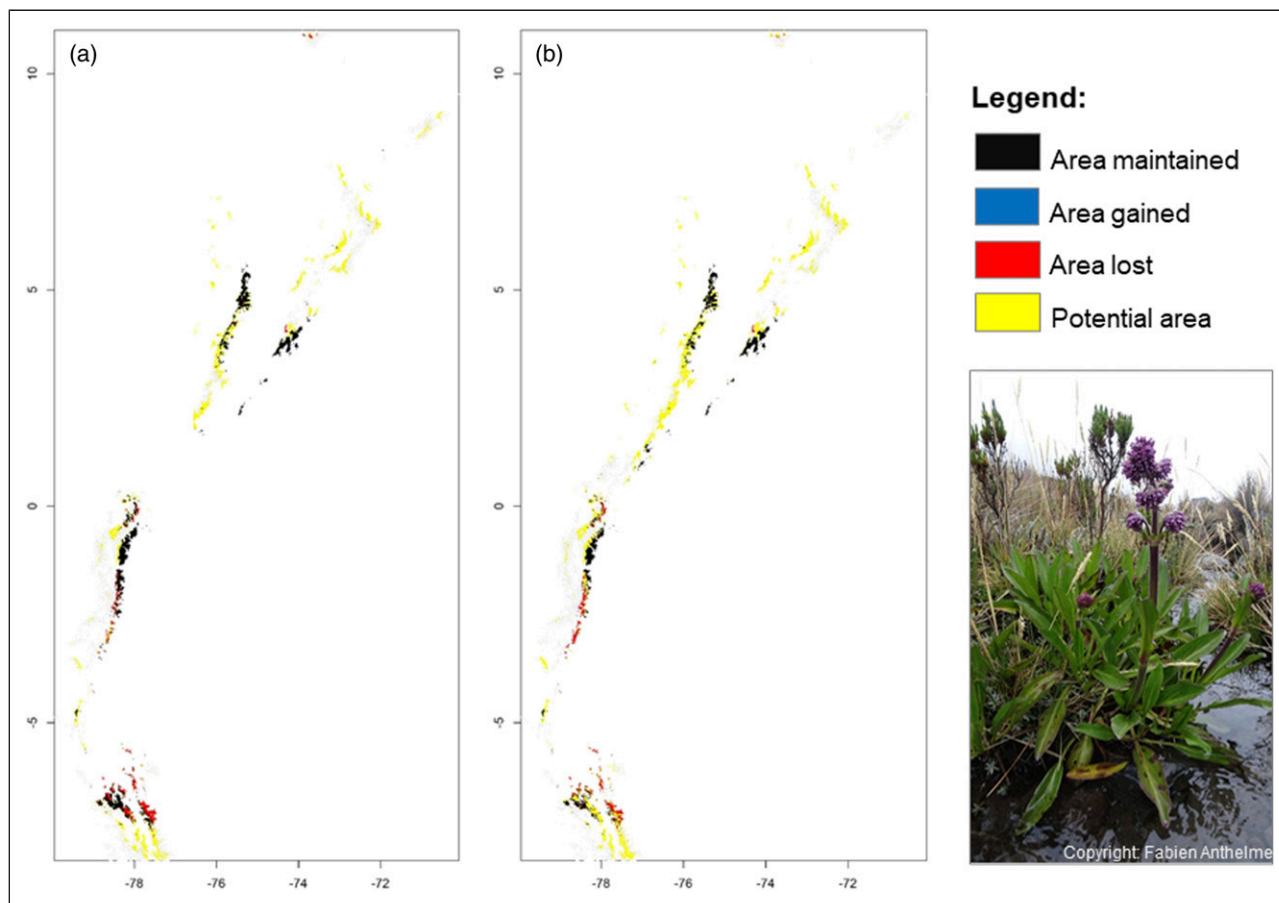 (a)
(b)
10
5
0
-5
-78
-76
-74
-72
10
5
0
-5
-78
-76
-74
-72
Legend:
Area maintained
Area gained
Area lost
Potential area
Copyright: Fabien Anthelme